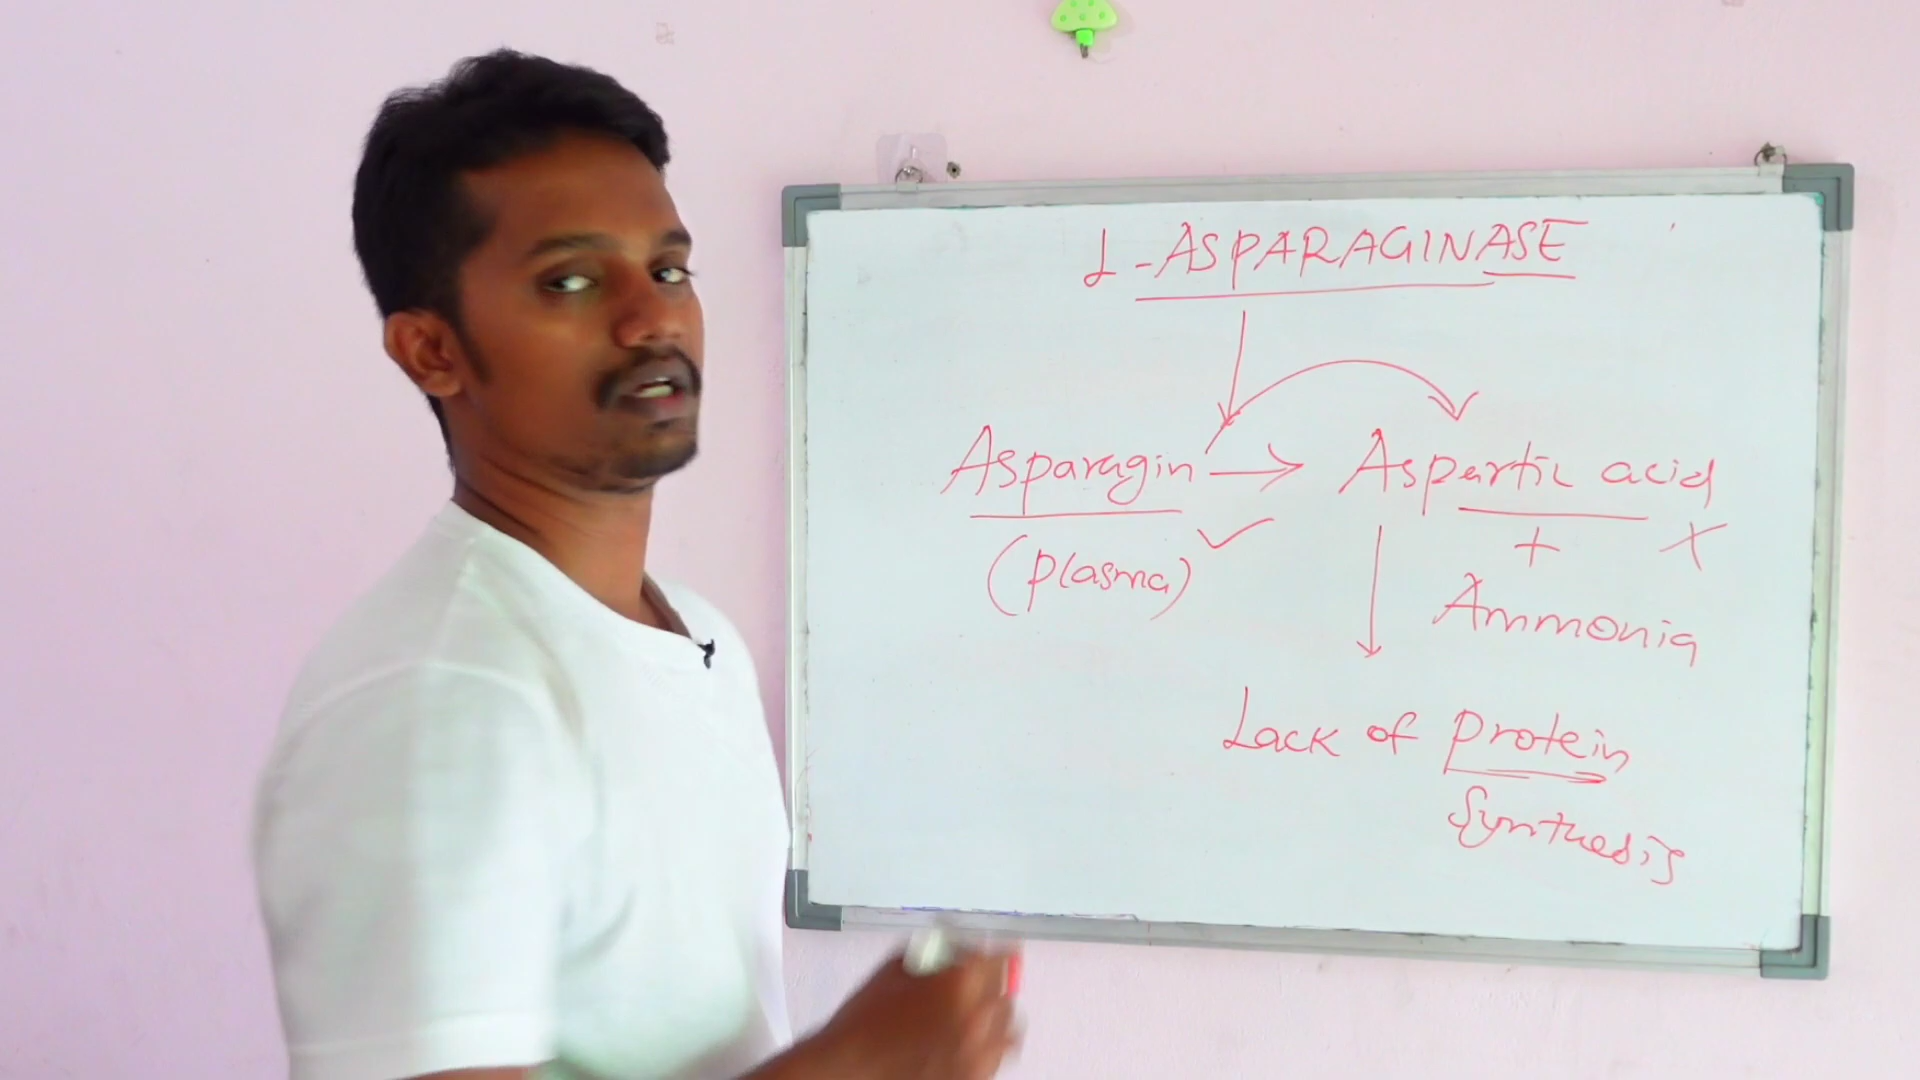 L-ASPARAGINASE
Asparagin → Aspartic acid
(plasma) ✓ + X
Ammonia
Lack of protein
Synthesis